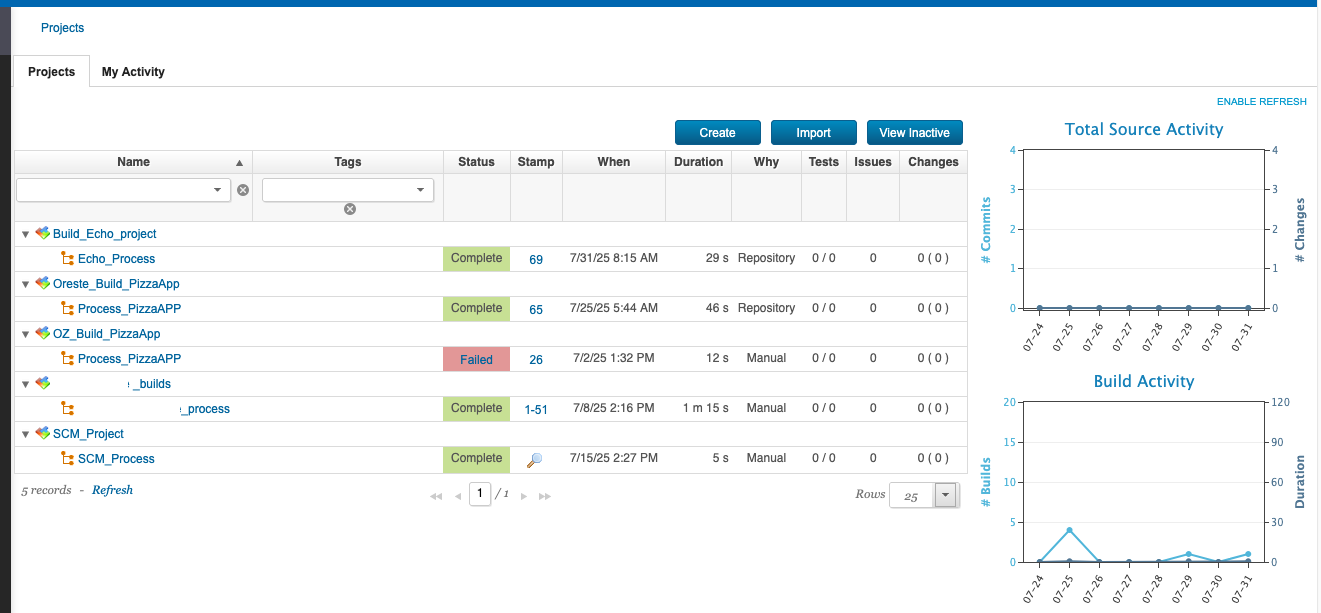 Projects
Projects My Activity
ENABLE REFRESH
Create Import View Inactive
Name Tags Status Stamp When Duration Why Tests Issues Changes
Build_Echo_project
Echo_Process Complete 69 7/31/25 8:15 AM 29 s Repository 0 / 0 0 0 ( 0 )
Oreste_Build_PizzaApp
Process_PizzaAPP Complete 65 7/25/25 5:44 AM 46 s Repository 0 / 0 0 0 ( 0 )
OZ_Build_PizzaApp
Process_PizzaAPP Failed 26 7/2/25 1:32 PM 12 s Manual 0 / 0 0 0 ( 0 )
_builds
_process Complete 1-51 7/8/25 2:16 PM 1 m 15 s Manual 0 / 0 0 0 ( 0 )
SCM_Project
SCM_Process Complete 7/15/25 2:27 PM 5 s Manual 0 / 0 0 0 ( 0 )
5 records - Refresh 1 / 1 Rows 25
Total Source Activity
4 4
3 3
2 2
1 1
0 0
# Commits
# Changes
07-24 07-25 07-26 07-27 07-28 07-29 07-30 07-31
Build Activity
20 120
15 90
10 60
5 30
0 0
# Builds
Duration
07-24 07-25 07-26 07-27 07-28 07-29 07-30 07-31